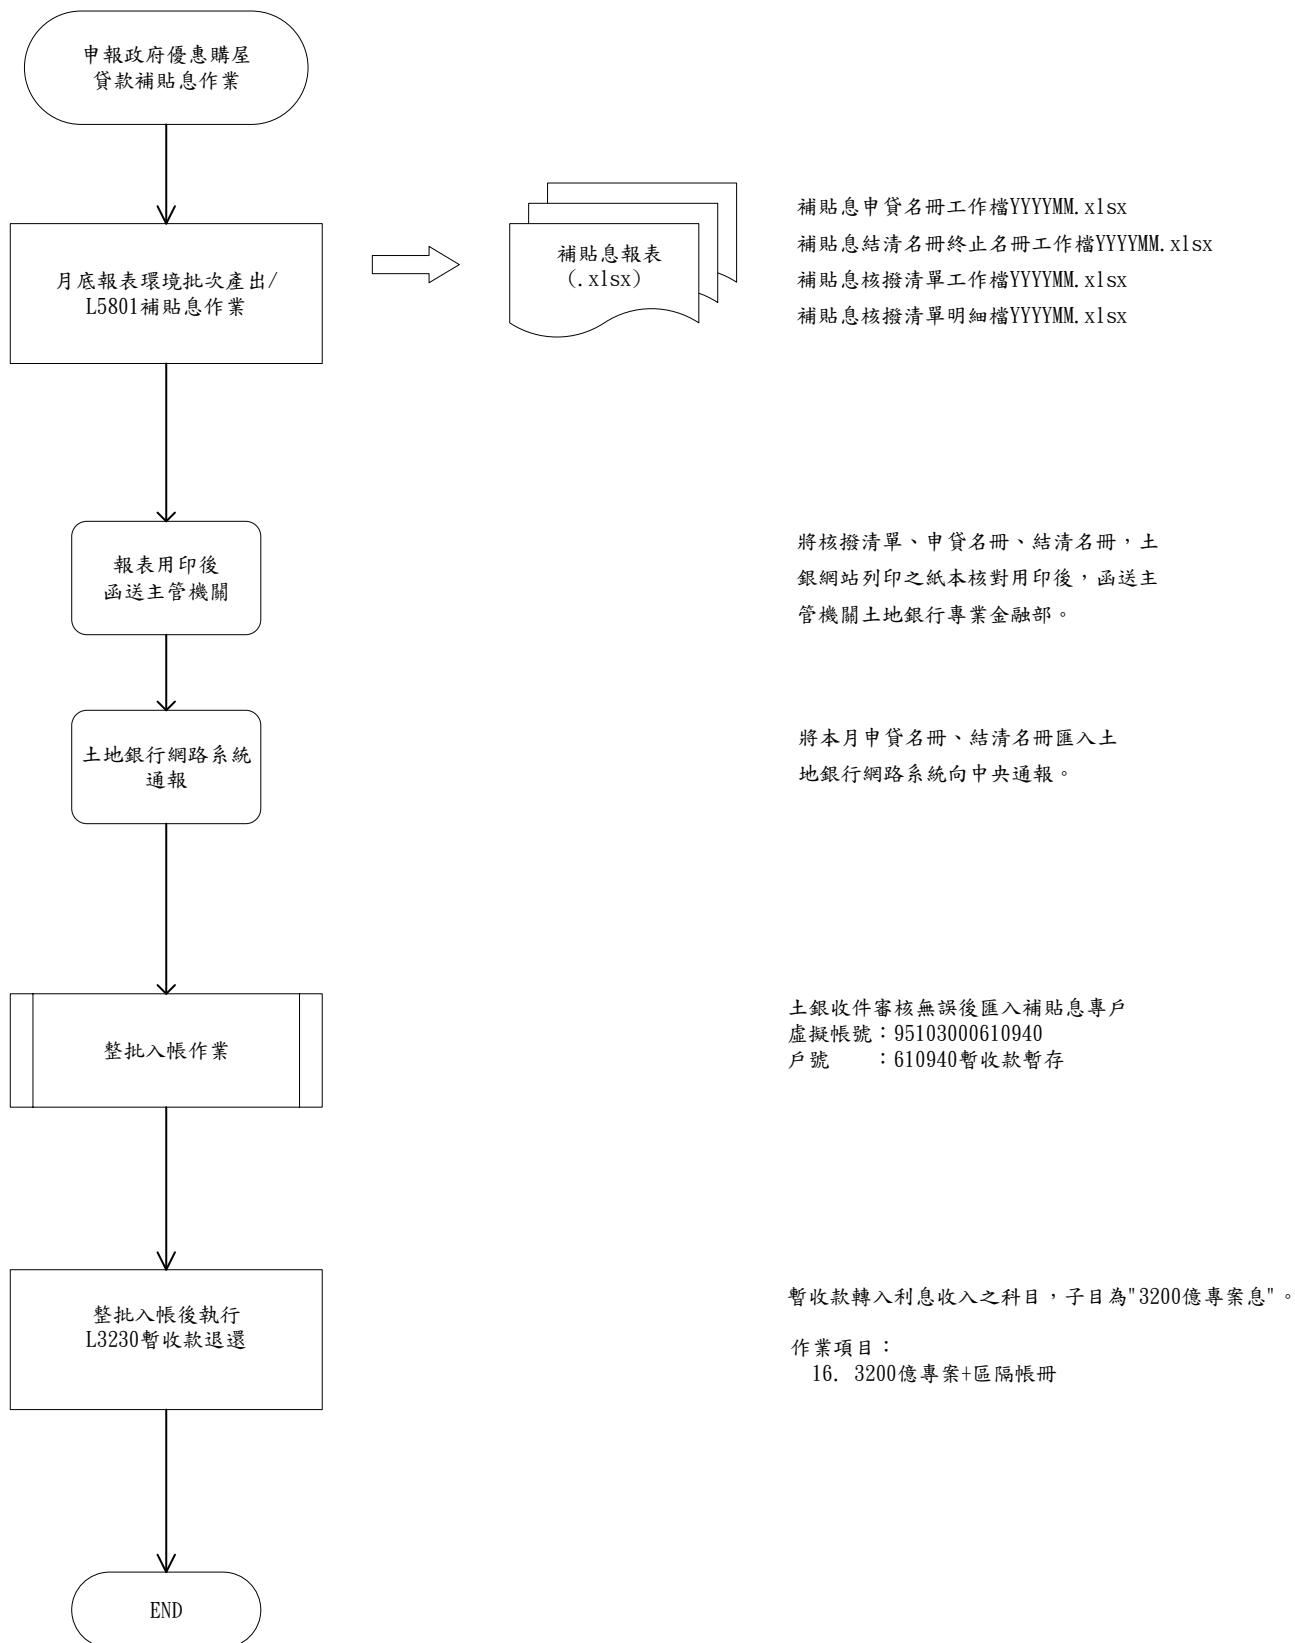 申報政府優惠購屋
貸款補貼息作業
月底報表環境批次產出/
L5801補貼息作業
補貼息報表
(.xlsx)
補貼息申貸名冊工作檔YYYYMM.xlsx
補貼息結清名冊終止名冊工作檔YYYYMM.xlsx
補貼息核撥清單工作檔YYYYMM.xlsx
補貼息核撥清單明細檔YYYYMM.xlsx
報表用印後
函送主管機關
將核撥清單、申貸名冊、結清名冊，土
銀網站列印之紙本核對用印後，函送主
管機關土地銀行專業金融部。
土地銀行網路系統
通報
將本月申貸名冊、結清名冊匯入土
地銀行網路系統向中央通報。
整批入帳作業
土銀收件審核無誤後匯入補貼息專戶
虛擬帳號：95103000610940
戶號　　：610940暫收款暫存
整批入帳後執行
L3230暫收款退還
暫收款轉入利息收入之科目，子目為"3200億專案息"。
作業項目：
16. 3200億專案+區隔帳冊
END